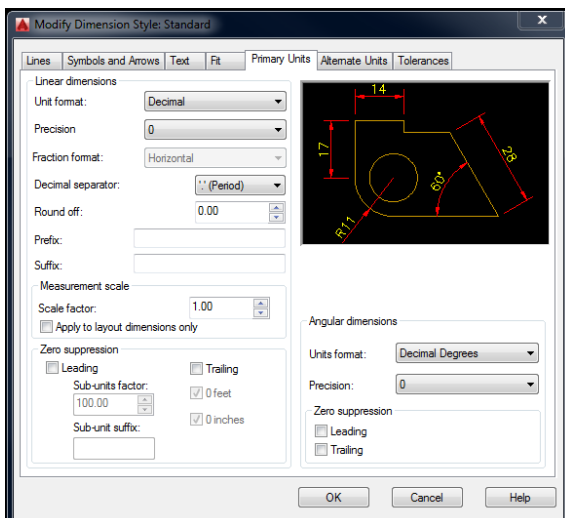 Modify Dimension Style: Standard
X
Lines Symbols and Arrows Text Fit Primary Units Alternate Units Tolerances
Linear dimensions
Unit format: Decimal
Precision 0
Fraction format: Horizontal
Decimal separator: '.' (Period)
Round off: 0.00
Prefix:
Suffix:
Measurement scale
Scale factor: 1.00
Apply to layout dimensions only
Zero suppression
Leading Trailing
Sub-units factor: 0 feet
100.00
Sub-unit suffix: 0 inches
14
17
28
60°
R11
Angular dimensions
Units format: Decimal Degrees
Precision: 0
Zero suppression
Leading
Trailing
OK Cancel Help